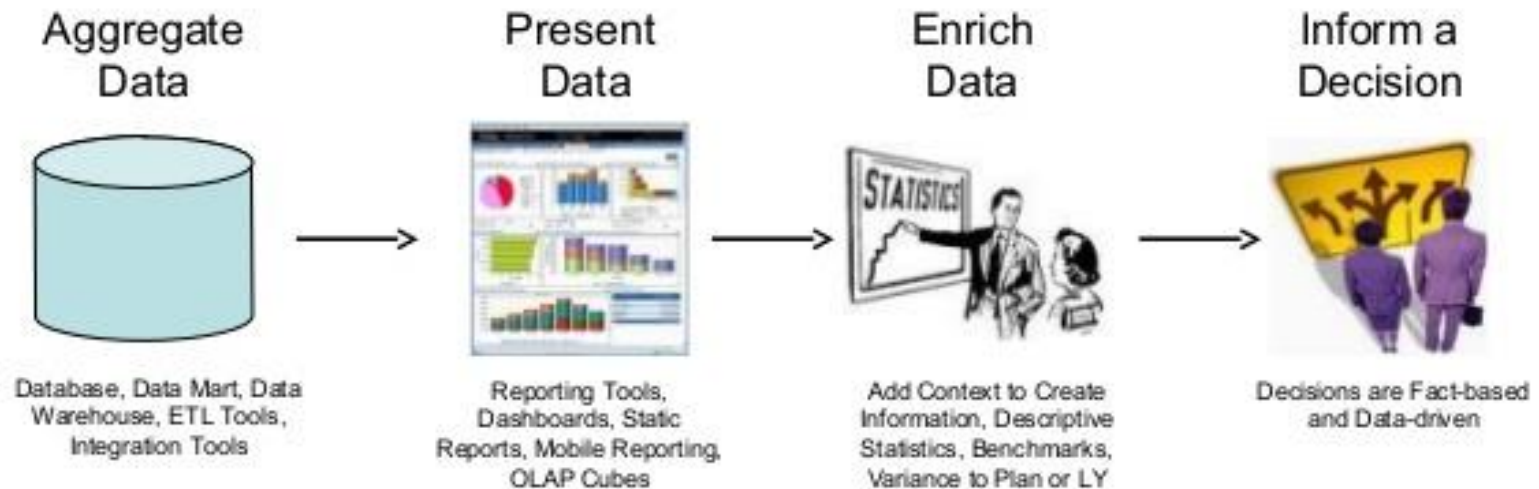 Aggregate
Data
Present
Data
Enrich
Data
Inform a
Decision
STATISTICS
Database, Data Mart, Data
Warehouse, ETL Tools,
Integration Tools
Reporting Tools,
Dashboards, Static
Reports, Mobile Reporting,
OLAP Cubes
Add Context to Create
Information, Descriptive
Statistics, Benchmarks,
Variance to Plan or LY
Decisions are Fact-based
and Data-driven